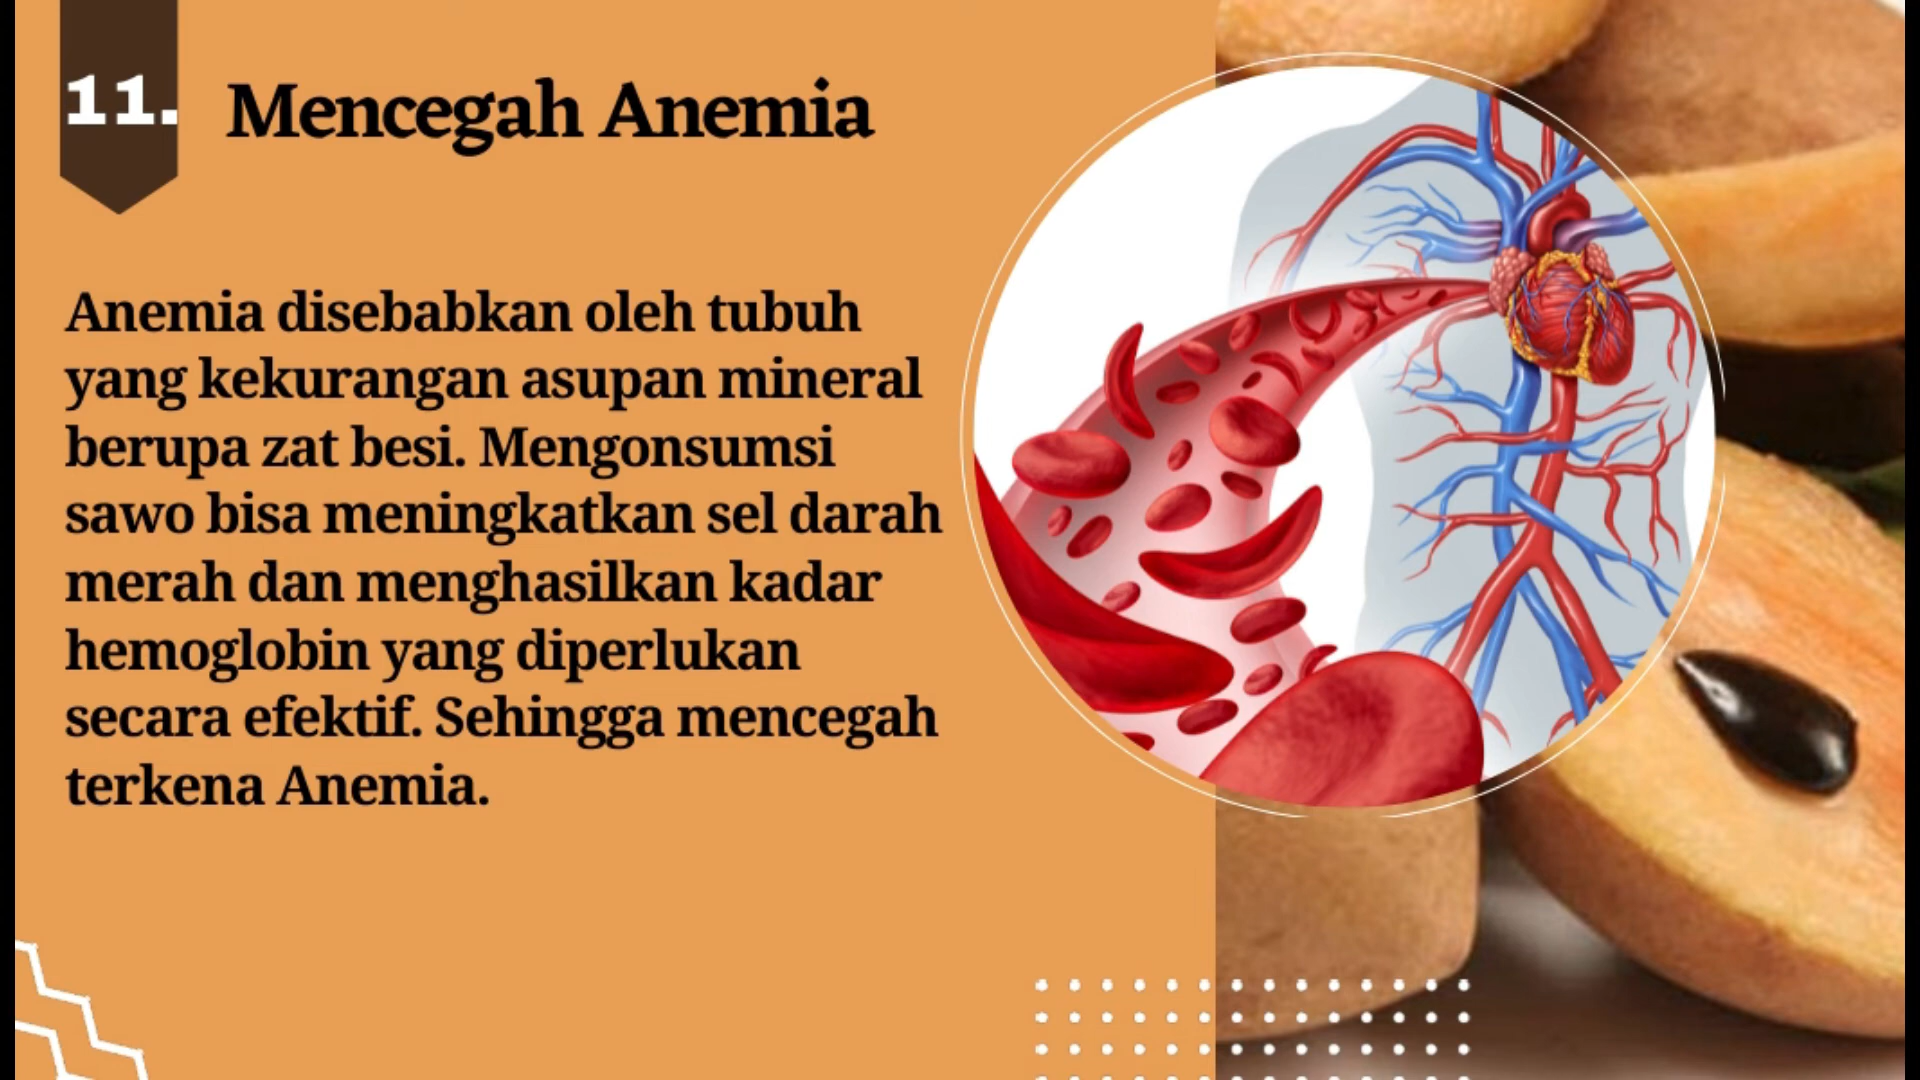 11.
Mencegah Anemia
Anemia disebabkan oleh tubuh
yang kekurangan asupan mineral
berupa zat besi. Mengonsumsi
sawo bisa meningkatkan sel darah
merah dan menghasilkan kadar
hemoglobin yang diperlukan
secara efektif. Sehingga mencegah
terkena Anemia.